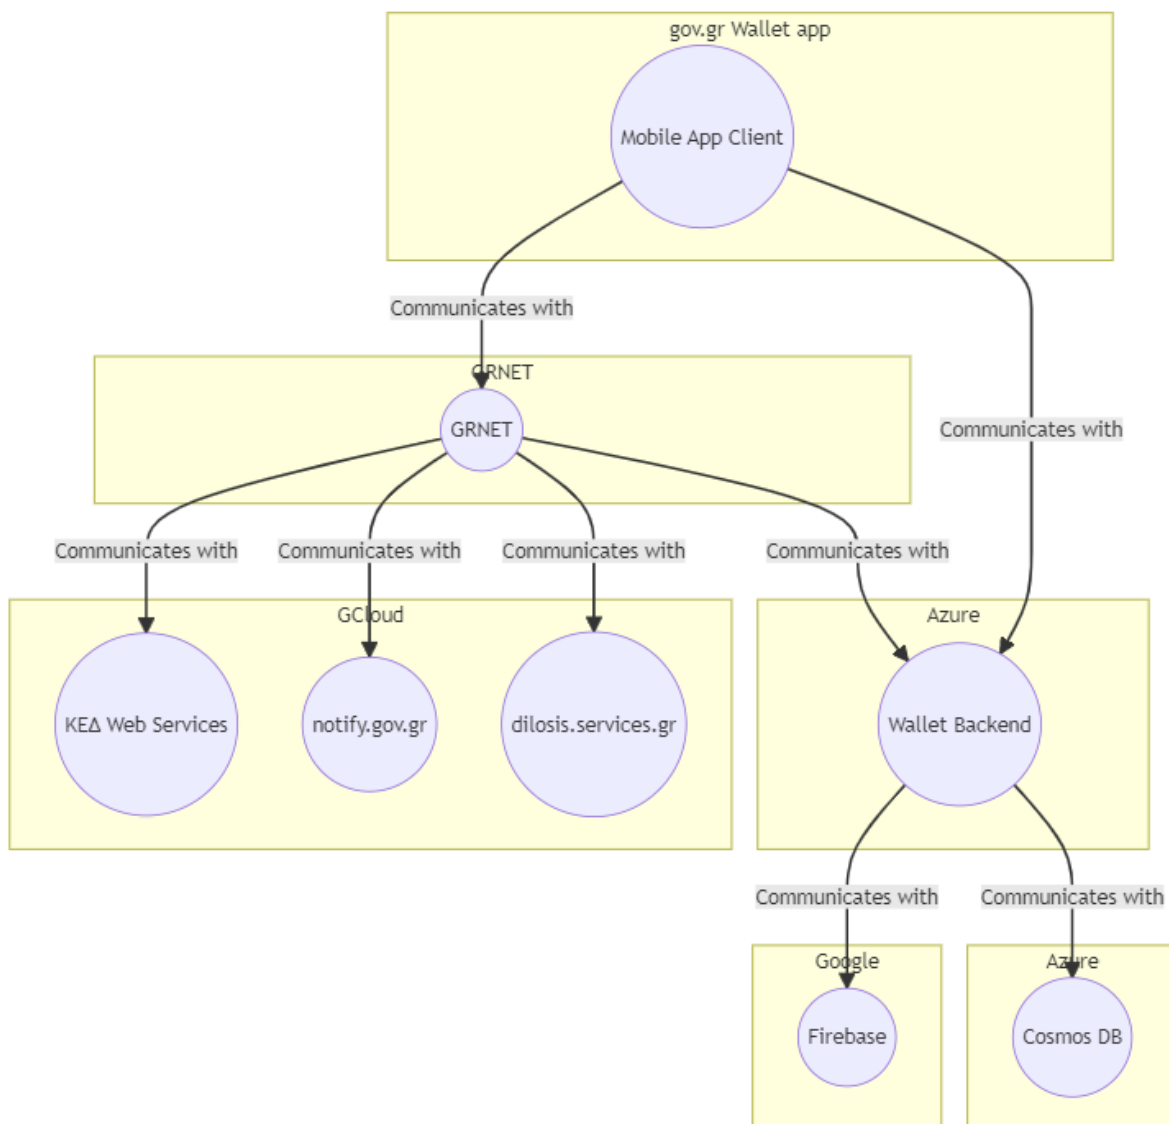 gov.gr Wallet app
Mobile App Client
Communicates with
GRNET
GRNET
Communicates with
Communicates with
Communicates with
Communicates with
Communicates with
GCloud
Azure
ΚΕΔ Web Services
notify.gov.gr
dilosis.services.gr
Wallet Backend
Communicates with
Communicates with
Google
Azure
Firebase
Cosmos DB